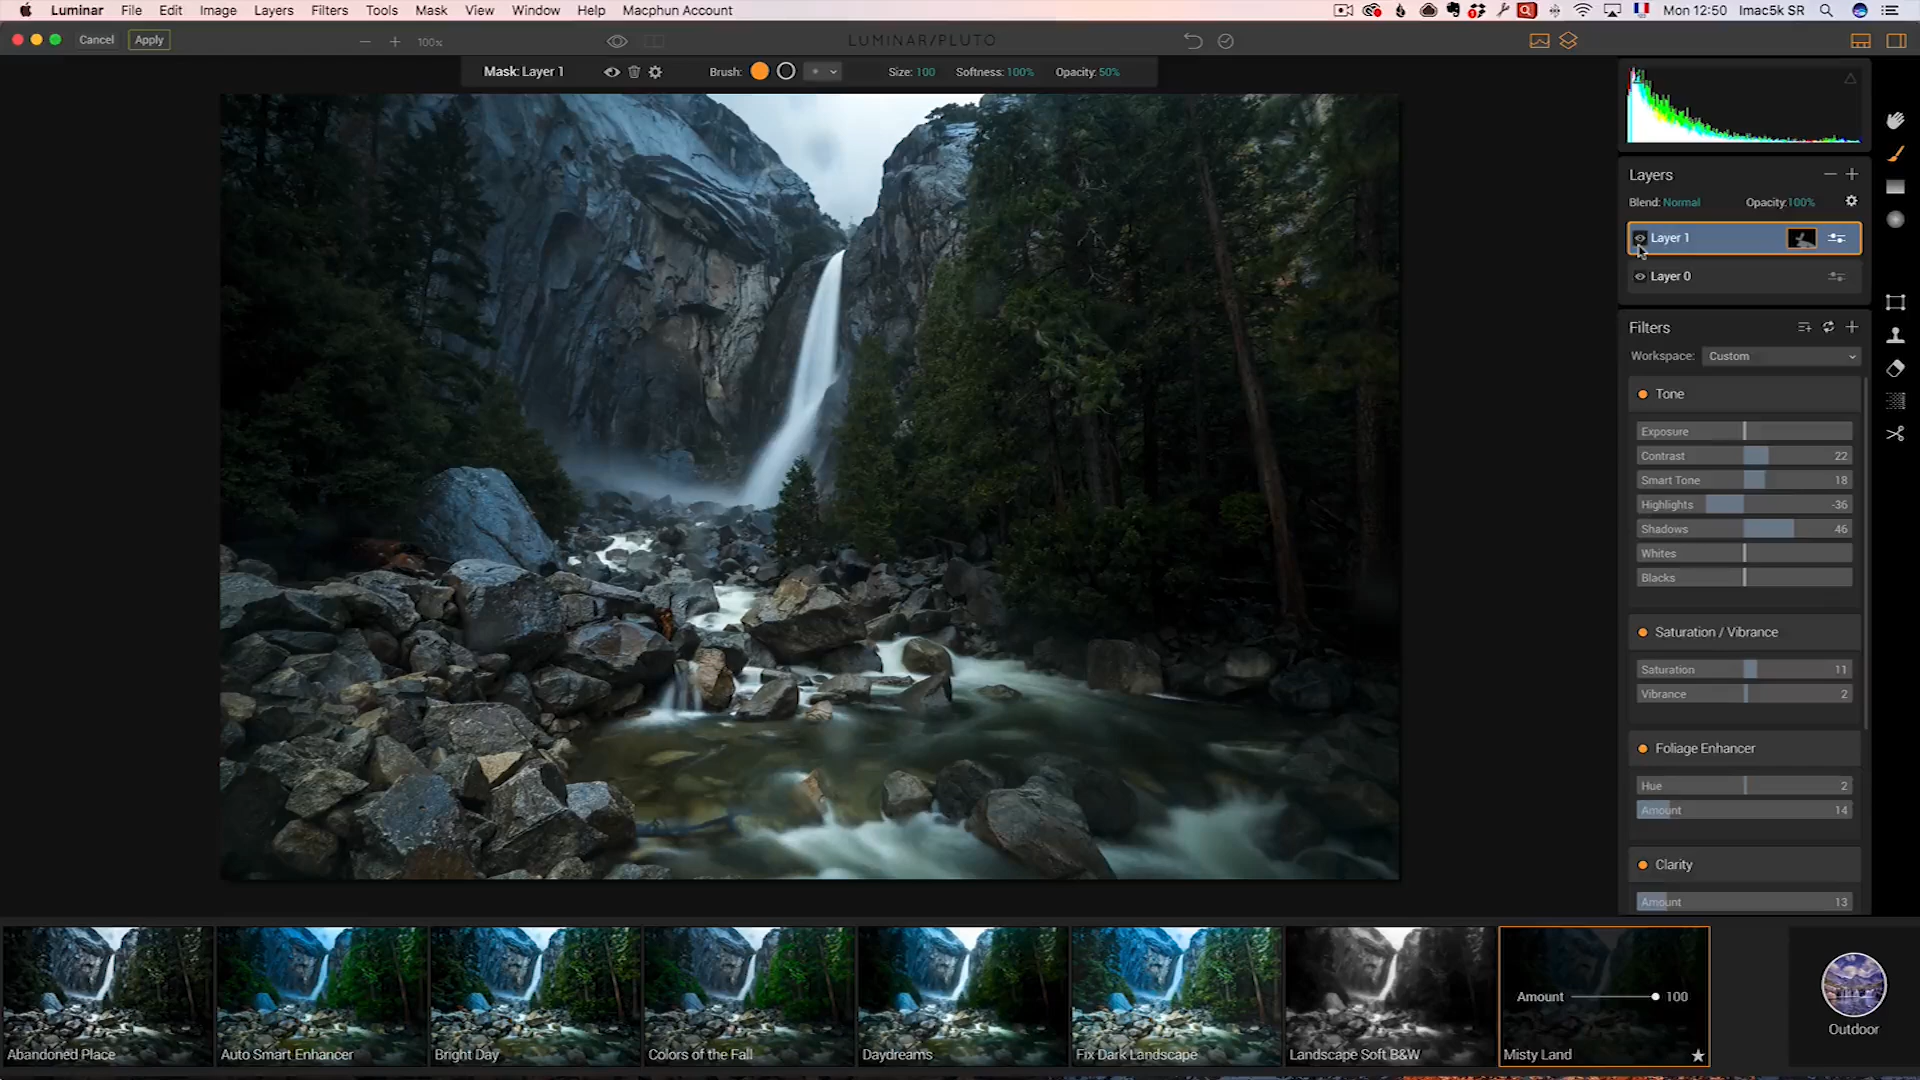 Luminar File Edit Image Layers Filters Tools Mask View Window Help Macphun Account Mon 12:50 Imac5k SR
Cancel Apply 100% LUMINAR/PLUTO
Mask: Layer 1 Brush: Size: 100 Softness: 100% Opacity: 50%
Layers
Blend: Normal Opacity: 100%
Layer 1
Layer 0
Filters
Workspace: Custom
Tone
Exposure
Contrast 22
Smart Tone 18
Highlights -36
Shadows 46
Whites
Blacks
Saturation / Vibrance
Saturation 11
Vibrance 2
Foliage Enhancer
Hue 2
Amount 14
Clarity
Amount 13
Amount 100
Abandoned Place Auto Smart Enhancer Bright Day Colors of the Fall Daydreams Fix Dark Landscape Landscape Soft B&W Misty Land
Outdoor